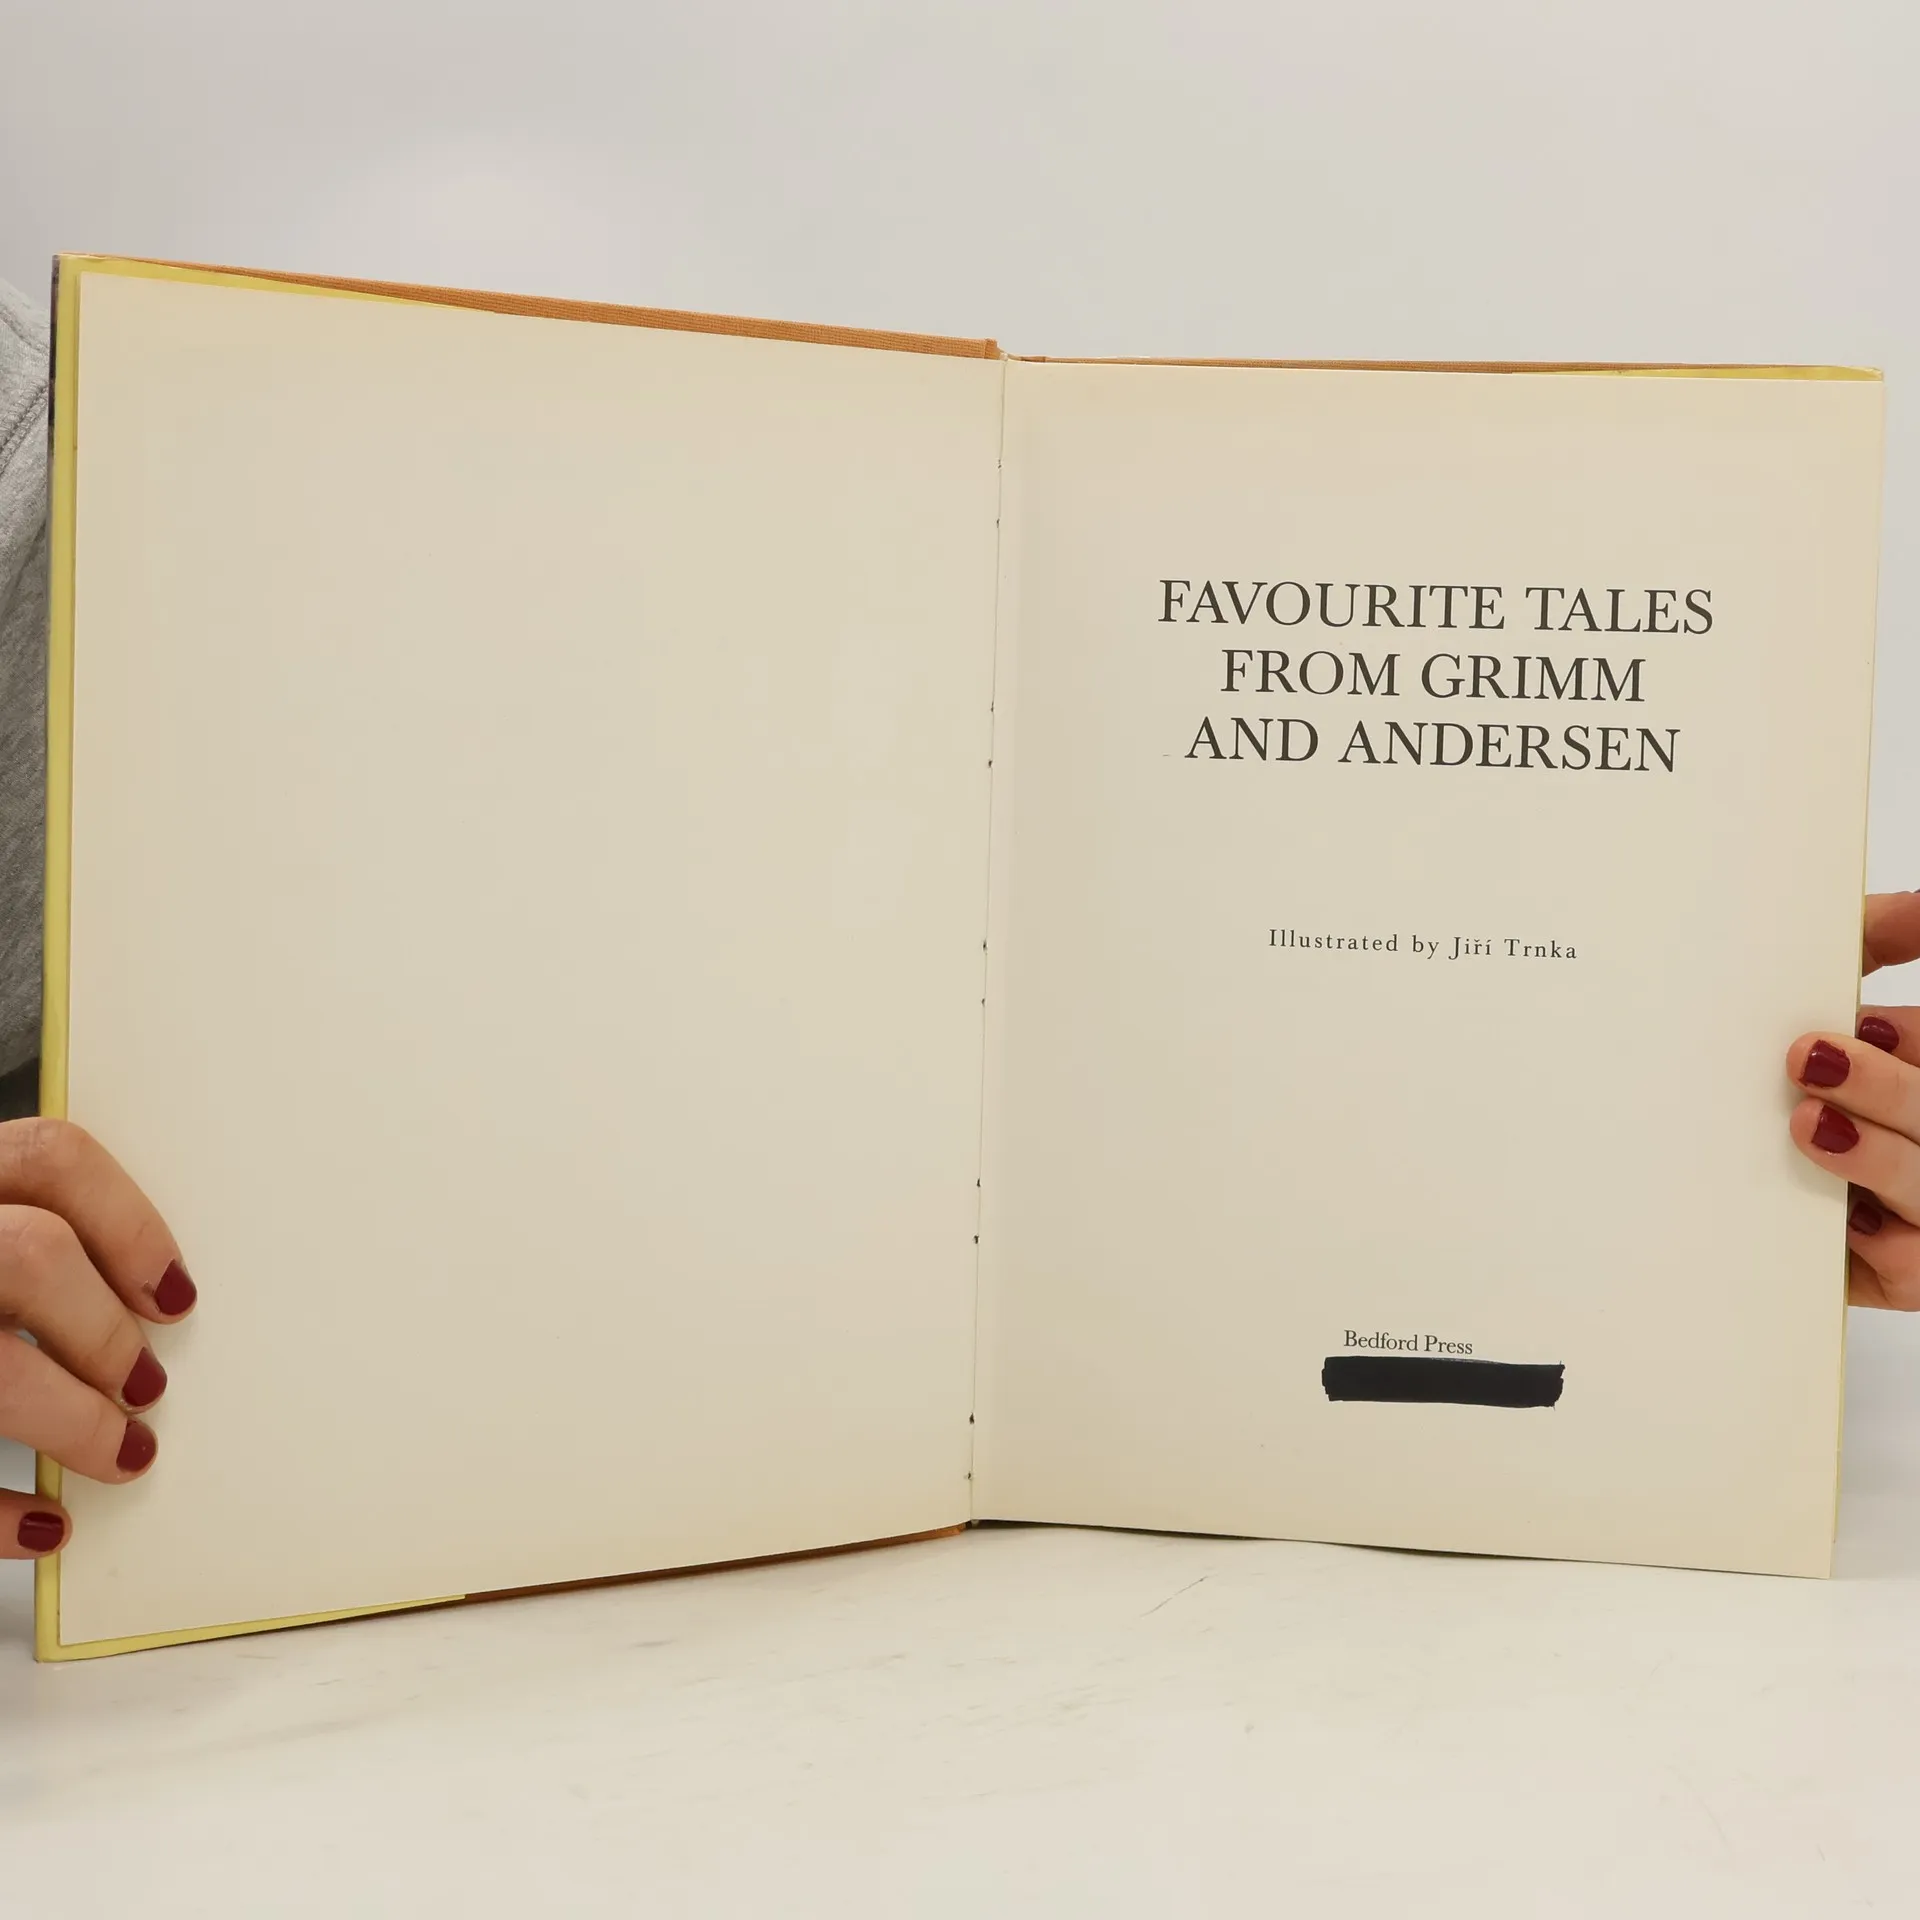 FAVOURITE TALES
FROM GRIMM
AND ANDERSEN
Illustrated by Jiří Trnka
Bedford Press